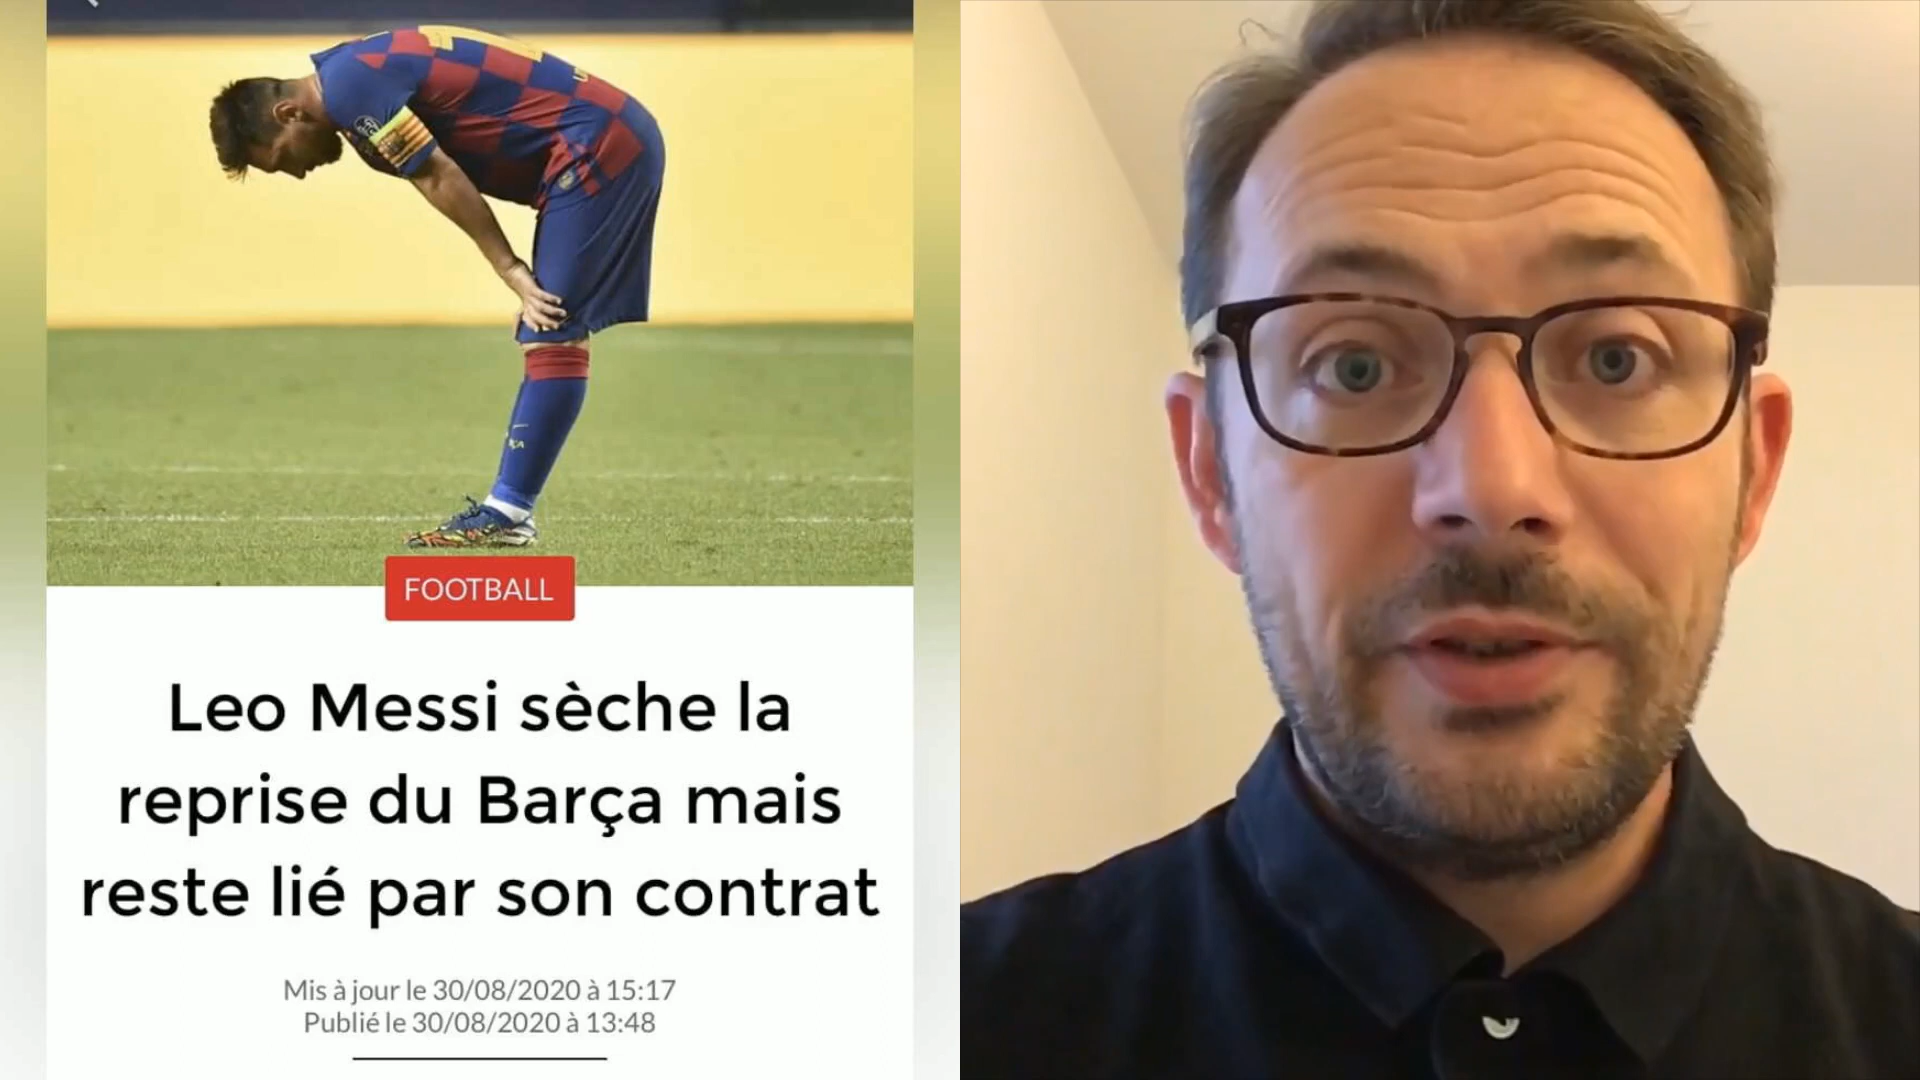 FOOTBALL
Leo Messi sèche la
reprise du Barça mais
reste lié par son contrat
Mis à jour le 30/08/2020 à 15:17
Publié le 30/08/2020 à 13:48